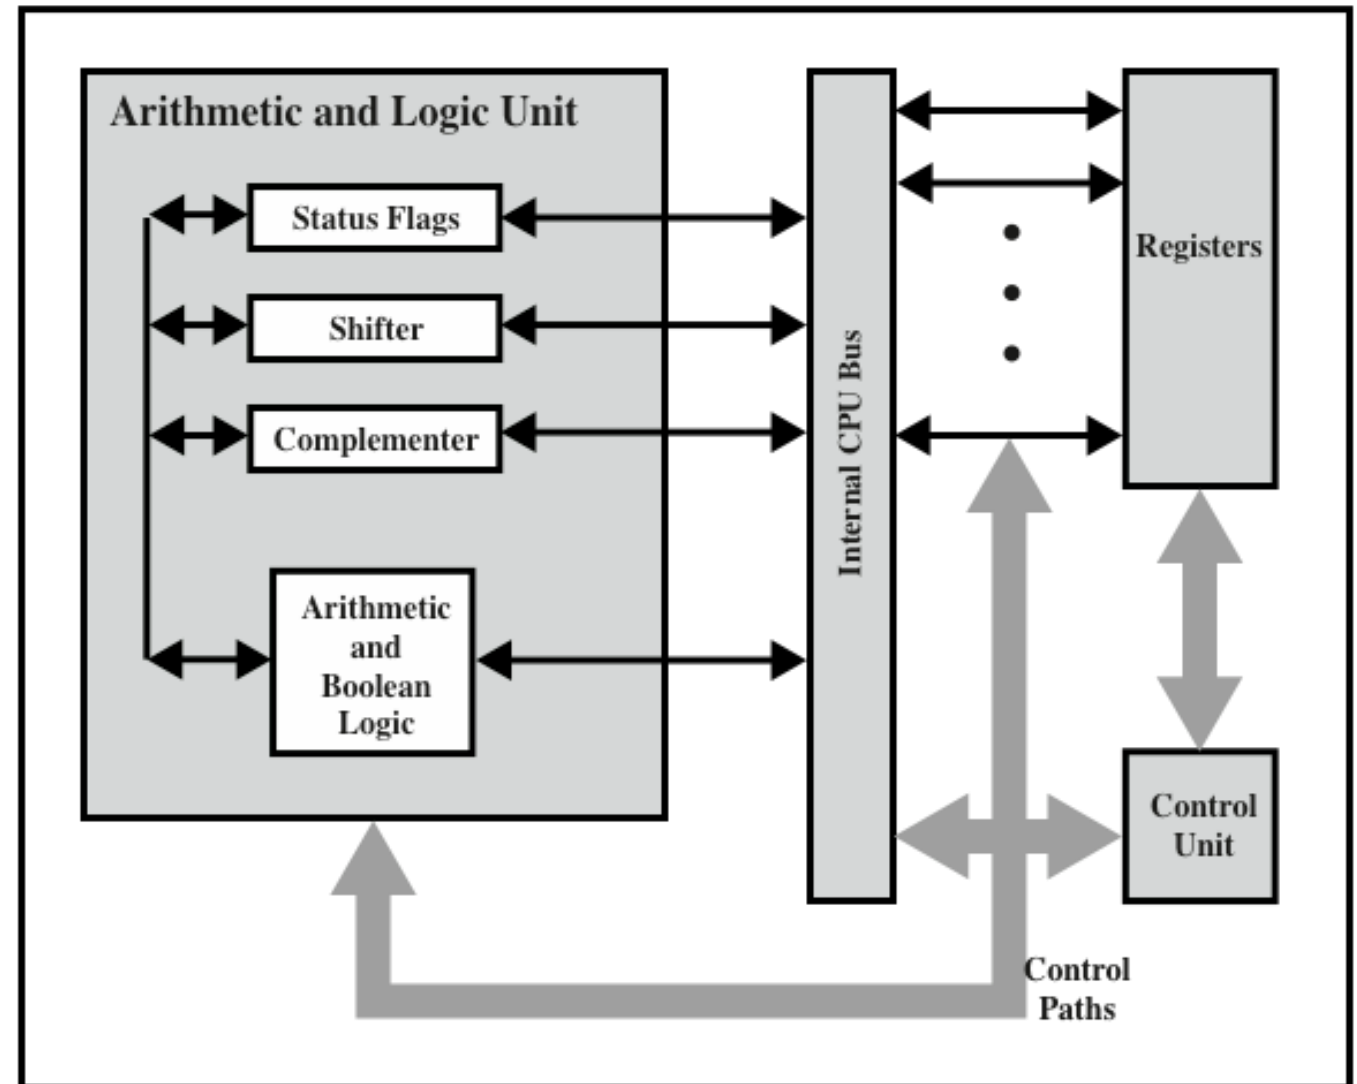 Arithmetic and Logic Unit
Status Flags
Shifter
Complementer
Arithmetic
and
Boolean
Logic
Internal CPU Bus
Registers
Control
Unit
Control
Paths